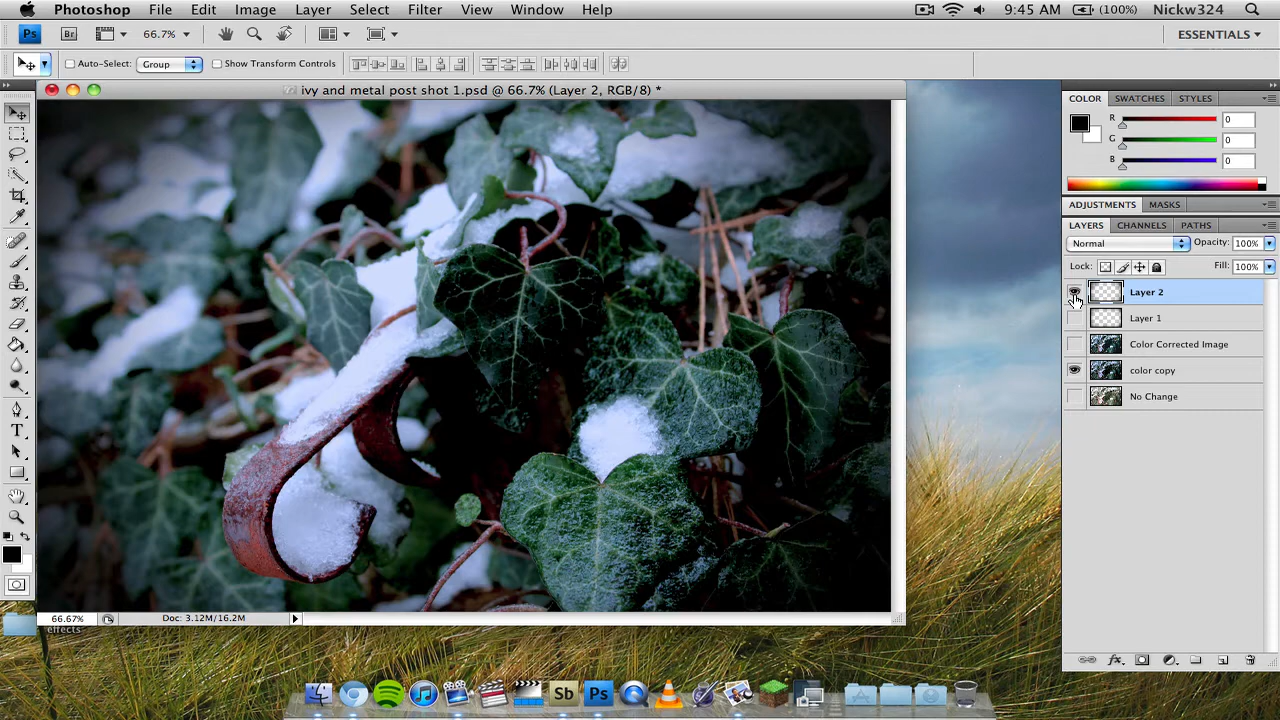 Photoshop File Edit Image Layer Select Filter View Window Help 9:45 AM (100%) Nickw324
Ps Br 66.7% ESSENTIALS
Auto-Select: Group Show Transform Controls
ivy and metal post shot 1.psd @ 66.7% (Layer 2, RGB/8) *
COLOR SWATCHES STYLES
R 0
G 0
B 0
ADJUSTMENTS MASKS
LAYERS CHANNELS PATHS
Normal Opacity: 100%
Lock: Fill: 100%
Layer 2
Layer 1
Color Corrected Image
color copy
No Change
T
66.67% Doc: 3.12M/16.2M
effects
fx
Sb Ps